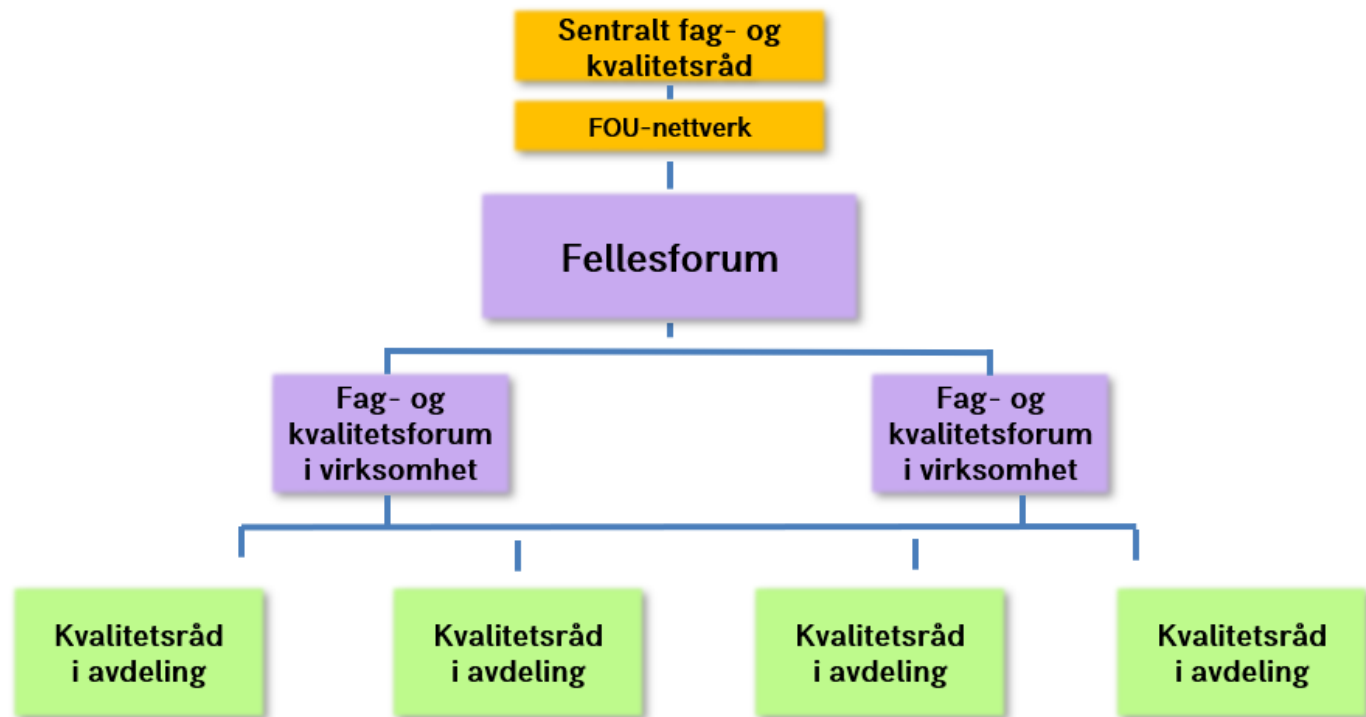 Sentralt fag- og
kvalitetsråd
FOU-nettverk
Fellesforum
Fag- og
kvalitetsforum
i virksomhet
Fag- og
kvalitetsforum
i virksomhet
Kvalitetsråd
i avdeling
Kvalitetsråd
i avdeling
Kvalitetsråd
i avdeling
Kvalitetsråd
i avdeling